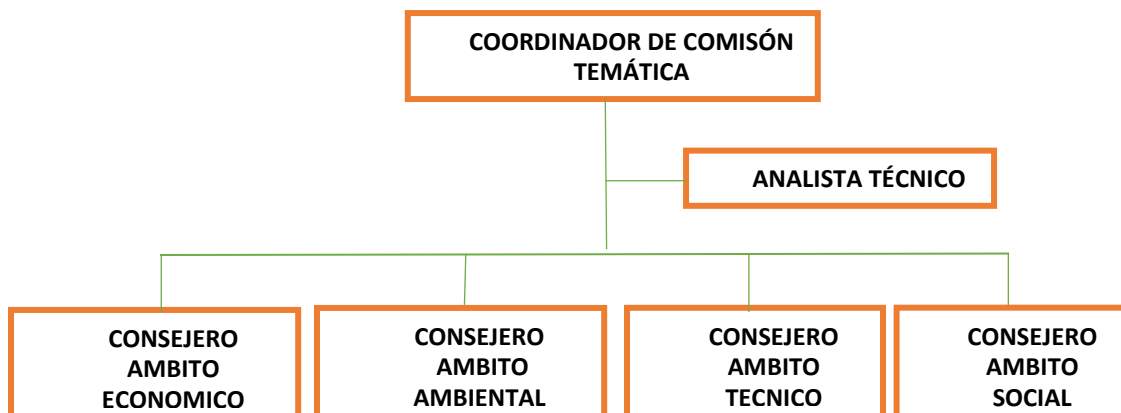 COORDINADOR DE COMISÓN
TEMÁTICA
ANALISTA TÉCNICO
CONSEJERO
AMBITO
ECONOMICO
CONSEJERO
AMBITO
AMBIENTAL
CONSEJERO
AMBITO
TECNICO
CONSEJERO
AMBITO
SOCIAL